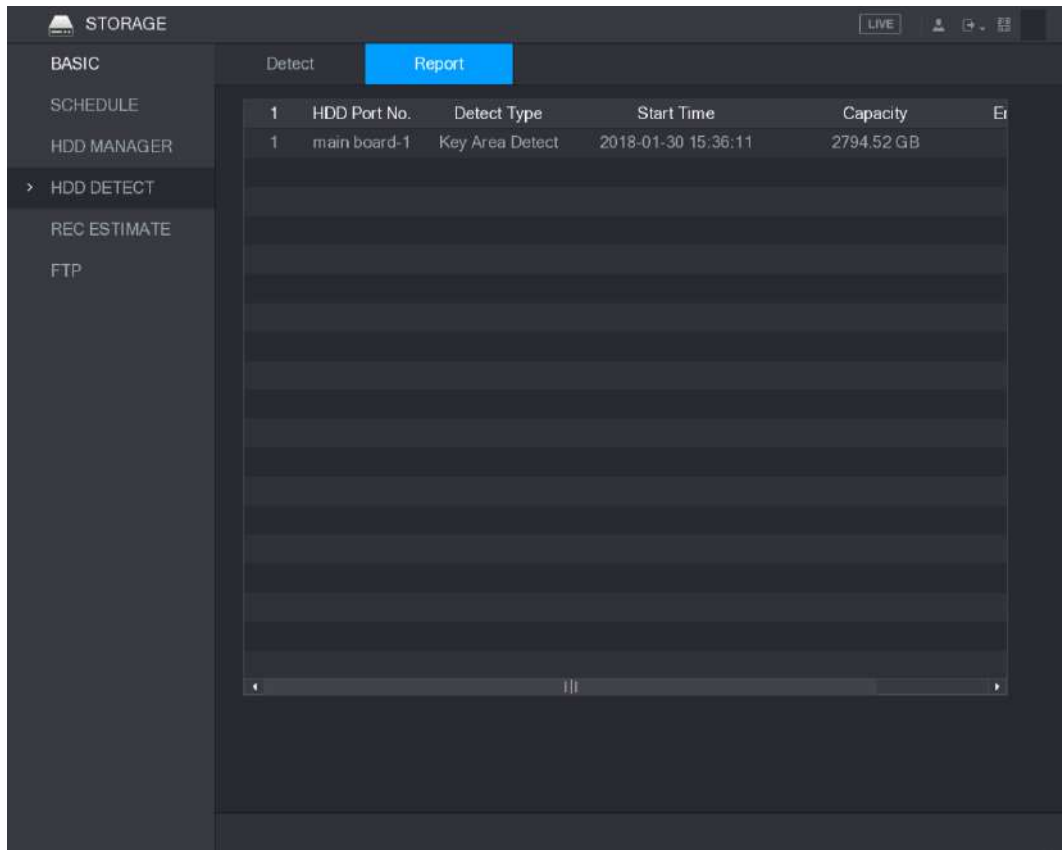 STORAGE
LIVE
BASIC
SCHEDULE
HDD MANAGER
HDD DETECT
REC ESTIMATE
FTP
Detect Report
1 HDD Port No. Detect Type Start Time Capacity
1 main board-1 Key Area Detect 2018-01-30 15:36:11 2794.52 GB